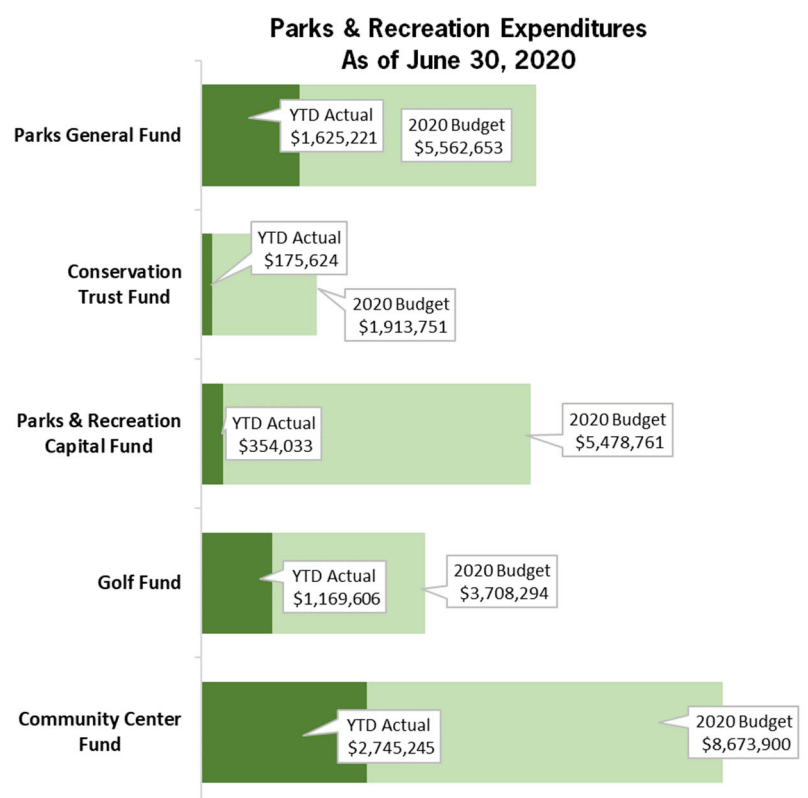 Parks & Recreation Expenditures
As of June 30, 2020
Parks General Fund
YTD Actual
$1,625,221
2020 Budget
$5,562,653
Conservation
Trust Fund
YTD Actual
$175,624
2020 Budget
$1,913,751
Parks & Recreation
Capital Fund
YTD Actual
$354,033
2020 Budget
$5,478,761
Golf Fund
YTD Actual
$1,169,606
2020 Budget
$3,708,294
Community Center
Fund
YTD Actual
$2,745,245
2020 Budget
$8,673,900